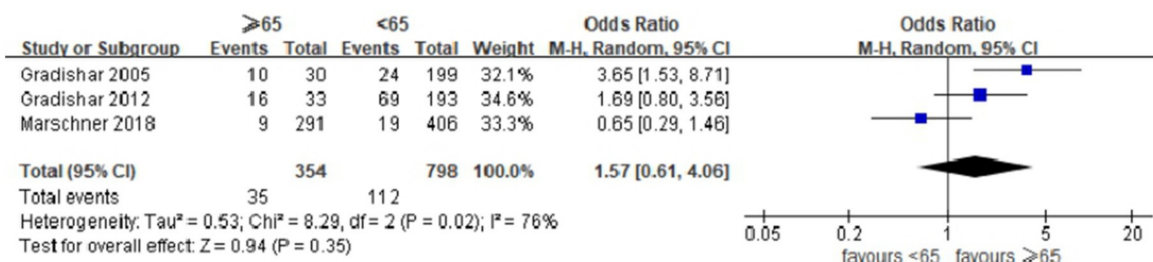 ⩾65 <65 Odds Ratio Odds Ratio
Study or Subgroup Events Total Events Total Weight M-H, Random, 95% CI M-H, Random, 95% CI
Gradishar 2005 10 30 24 199 32.1% 3.65 [1.53, 8.71]
Gradishar 2012 16 33 69 193 34.6% 1.69 [0.80, 3.56]
Marschner 2018 9 291 19 406 33.3% 0.65 [0.29, 1.46]
Total (95% CI) 354 798 100.0% 1.57 [0.61, 4.06]
Total events 35 112
Heterogeneity: Tau² = 0.53; Chi² = 8.29, df = 2 (P = 0.02); I² = 76%
Test for overall effect: Z = 0.94 (P = 0.35)
0.05 0.2 1 5 20
favours <65 favours ⩾65